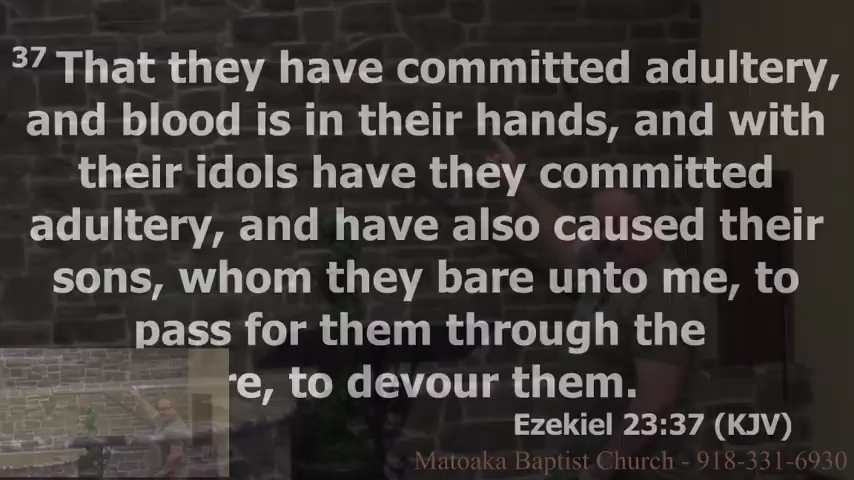 37 That they have committed adultery,
and blood is in their hands, and with
their idols have they committed
adultery, and have also caused their
sons, whom they bare unto me, to
pass for them through the
re, to devour them.
Ezekiel 23:37 (KJV)
Matoaka Baptist Church - 918-331-6930